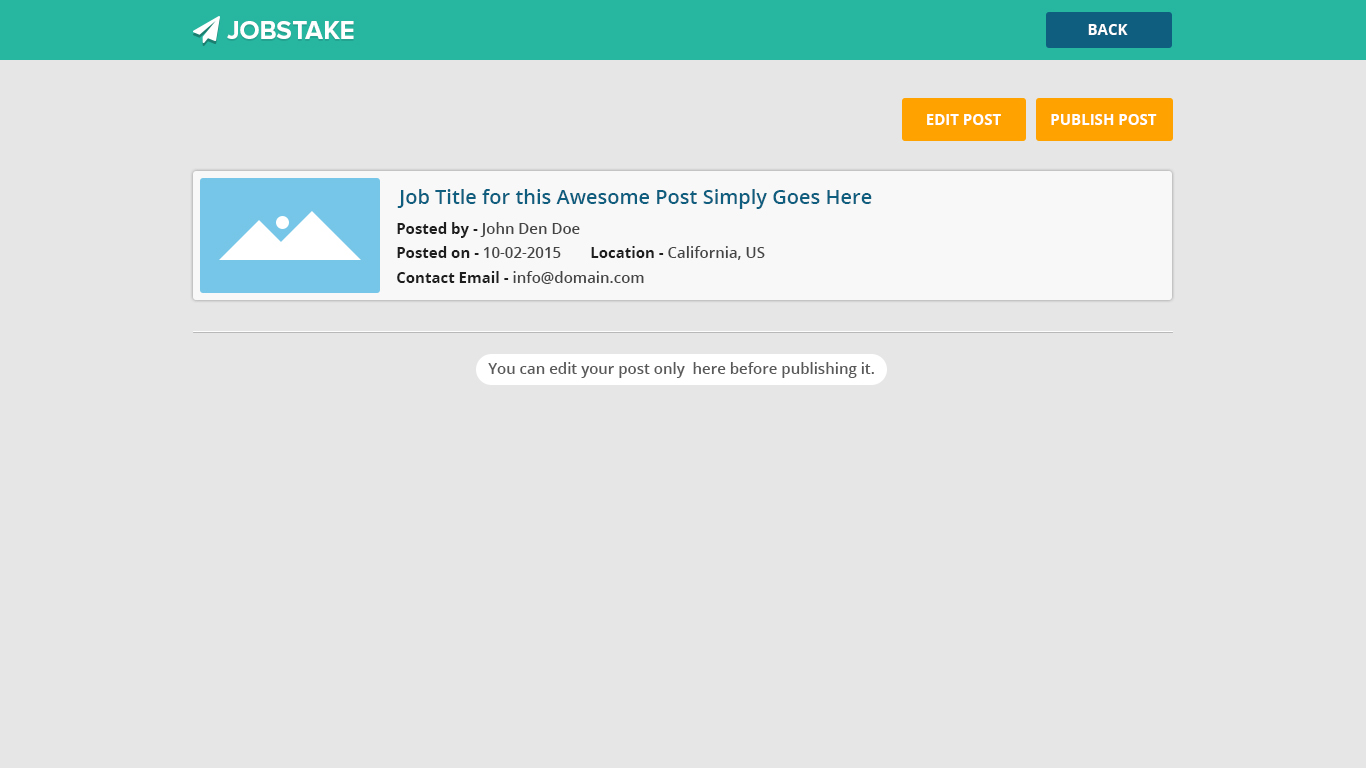 JOBSTAKE
BACK
EDIT POST
PUBLISH POST
Job Title for this Awesome Post Simply Goes Here
Posted by - John Den Doe
Posted on - 10-02-2015 Location - California, US
Contact Email - info@domain.com
You can edit your post only  here before publishing it.